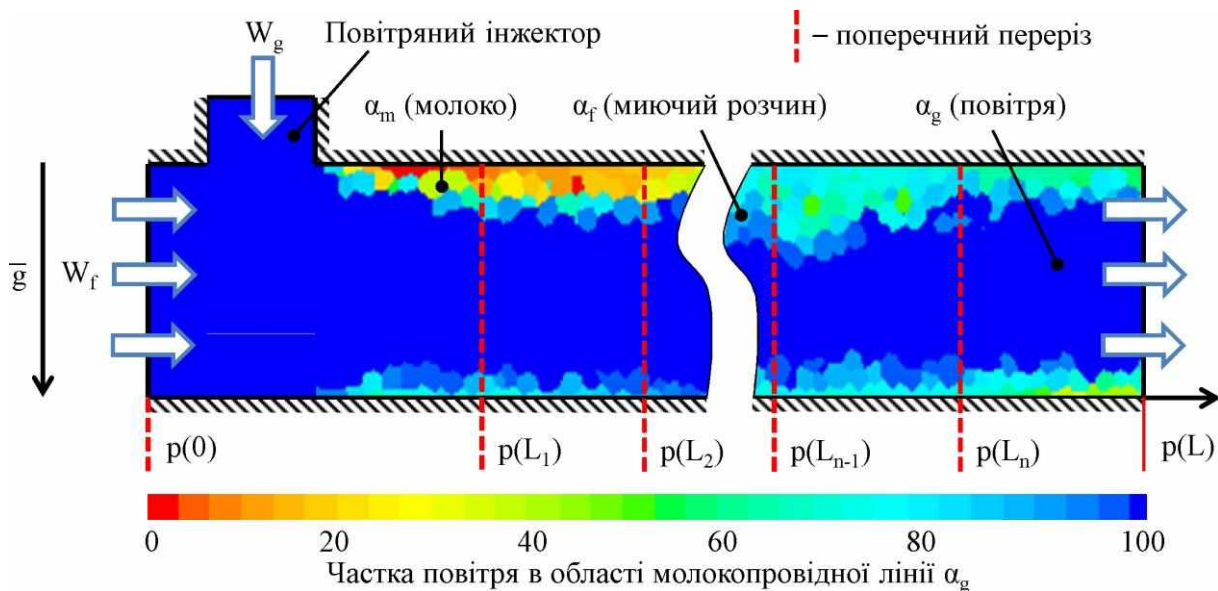 W_g
Повітряний інжектор
– поперечний переріз
α_m (молоко)
α_f (миючий розчин)
α_g (повітря)
|g|
W_f
p(0)
p(L_1)
p(L_2)
p(L_{n-1})
p(L_n)
p(L)
0 20 40 60 80 100
Частка повітря в області молокопровідної лінії α_g